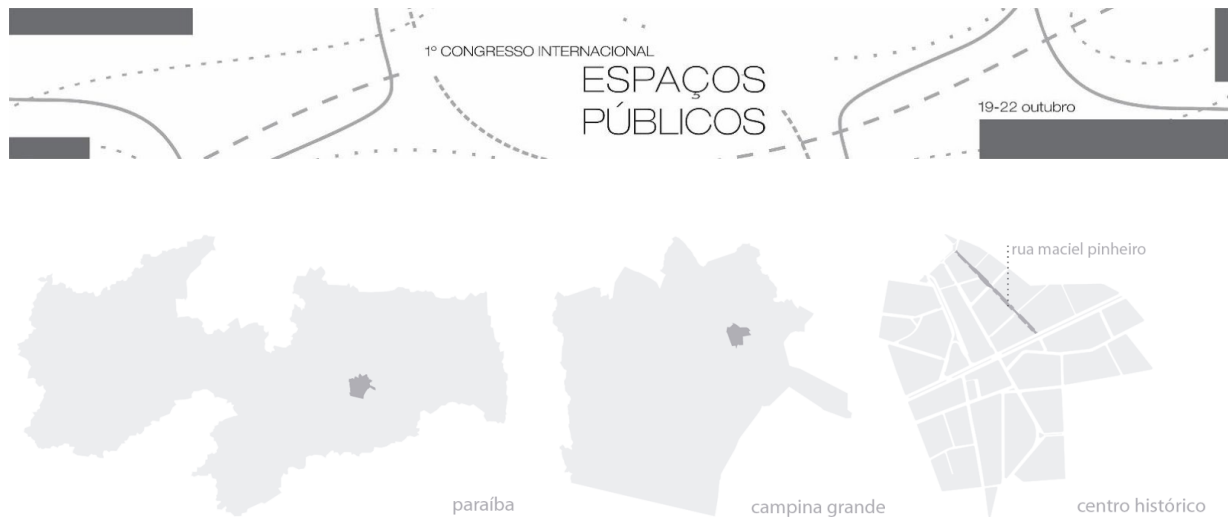 1º CONGRESSO INTERNACIONAL
ESPAÇOS
PÚBLICOS
19-22 outubro
rua maciel pinheiro
paraíba
campina grande
centro histórico